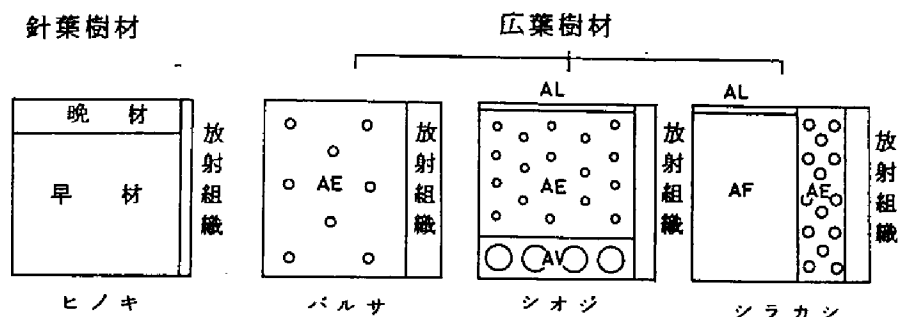 針葉樹材
広葉樹材
晩材
早材
放射組織
ヒノキ
AE
放射組織
バルサ
AL
AE
AV
放射組織
シオジ
AL
AF
AE
放射組織
シラカシ